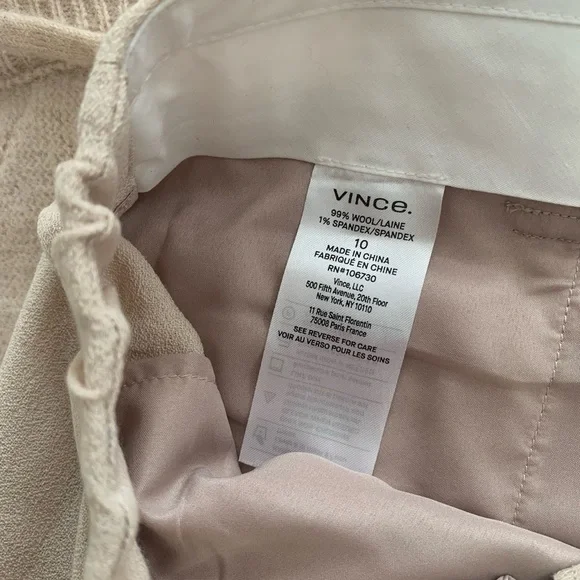 VINCe.
99% WOOL/LAINE
1% SPANDEX/SPANDEX
10
MADE IN CHINA
FABRIQUÉ EN CHINE
RN#106730
Vince, LLC
500 Fifth Avenue, 20th Floor
New York, NY 10110
11 Rue Saint Florentin
75008 Paris France
SEE REVERSE FOR CARE
VOIR AU VERSO POUR LES SOINS